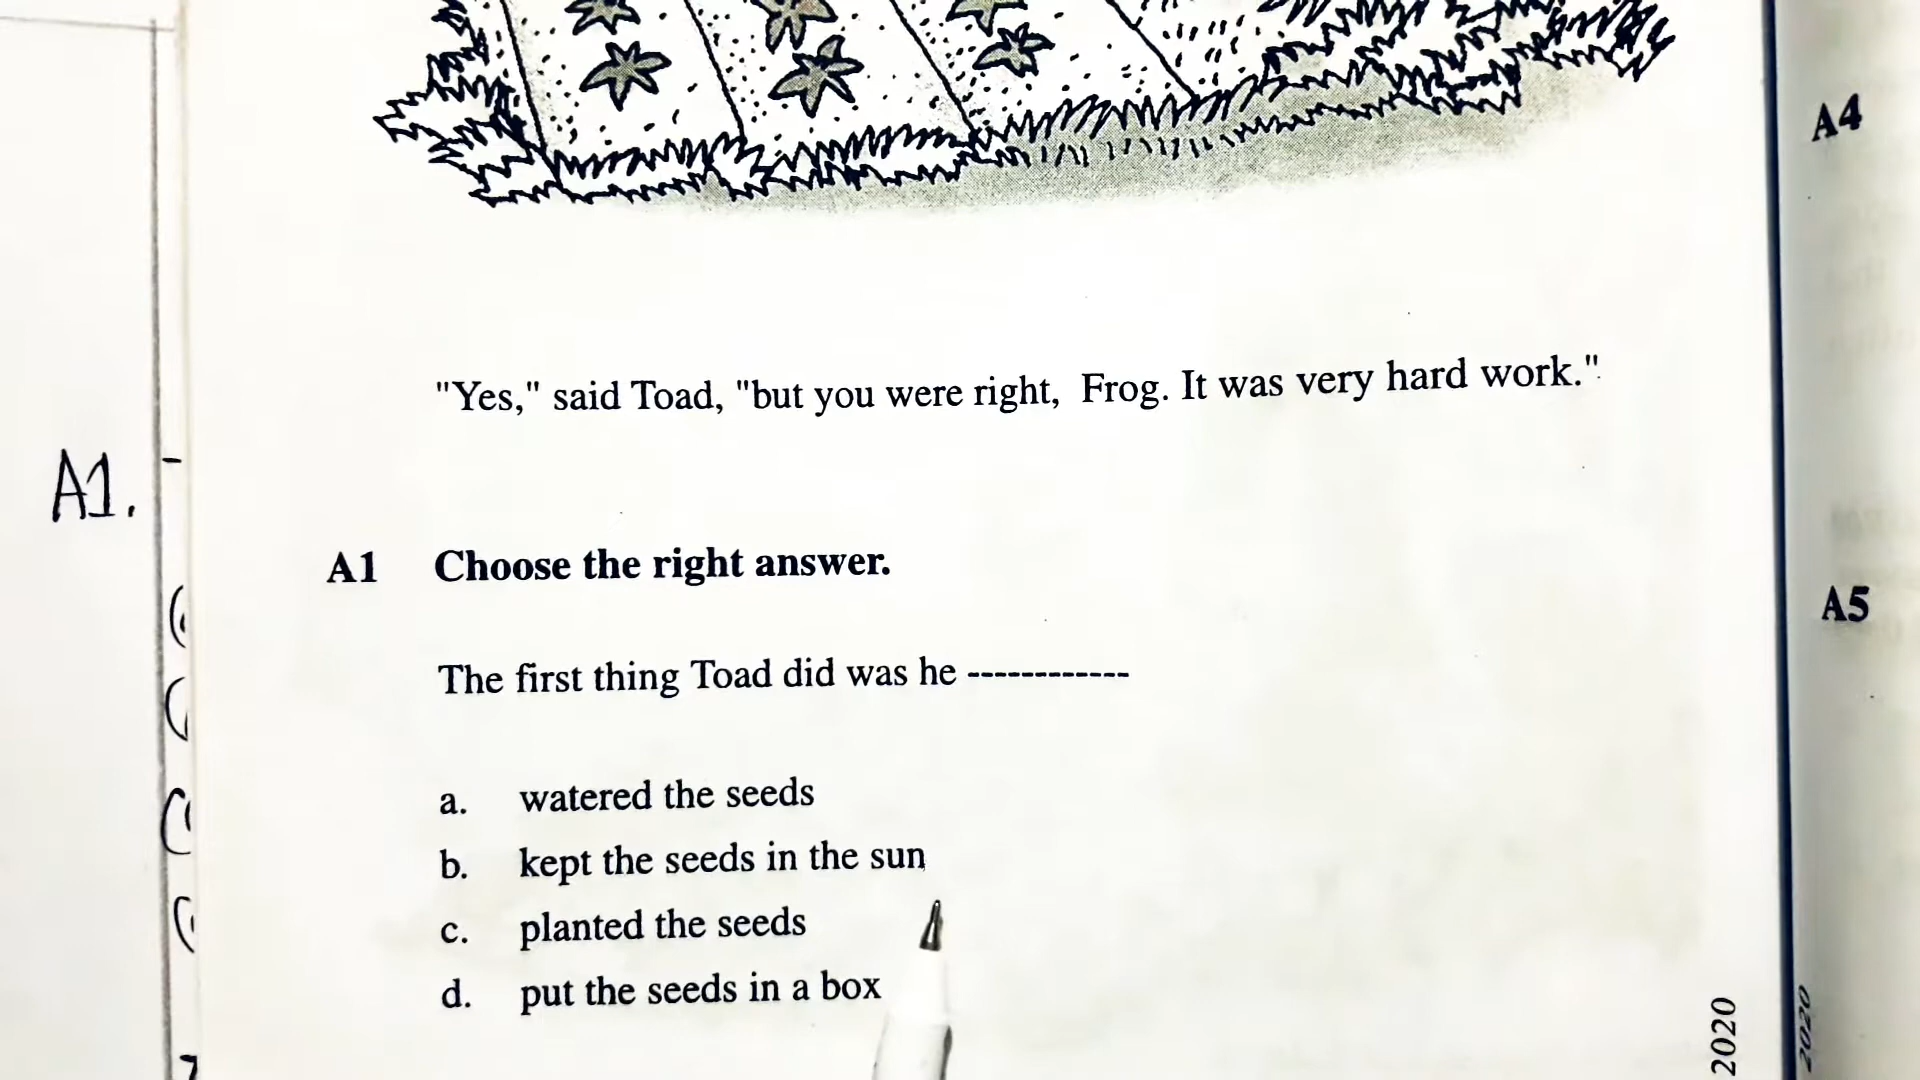 "Yes," said Toad, "but you were right, Frog. It was very hard work."
A1.
A1 Choose the right answer.
The first thing Toad did was he ------------
a. watered the seeds
b. kept the seeds in the sun
c. planted the seeds
d. put the seeds in a box
2020
A4
A5
2020